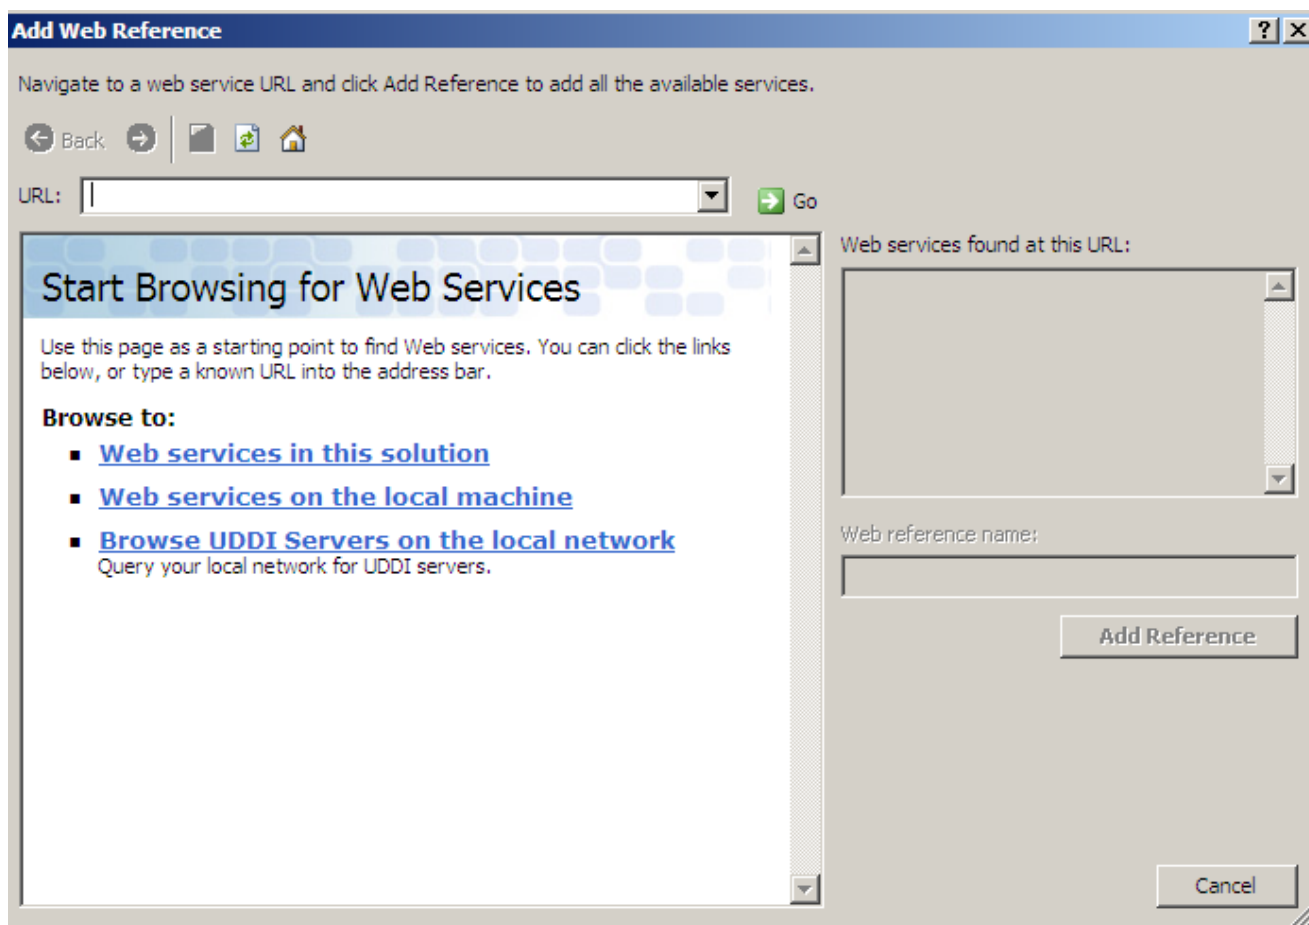 Add Web Reference
Navigate to a web service URL and click Add Reference to add all the available services.
Back
URL:
Go
Start Browsing for Web Services
Use this page as a starting point to find Web services. You can click the links
below, or type a known URL into the address bar.
Browse to:
Web services in this solution
Web services on the local machine
Browse UDDI Servers on the local network
Query your local network for UDDI servers.
Web services found at this URL:
Web reference name:
Add Reference
Cancel